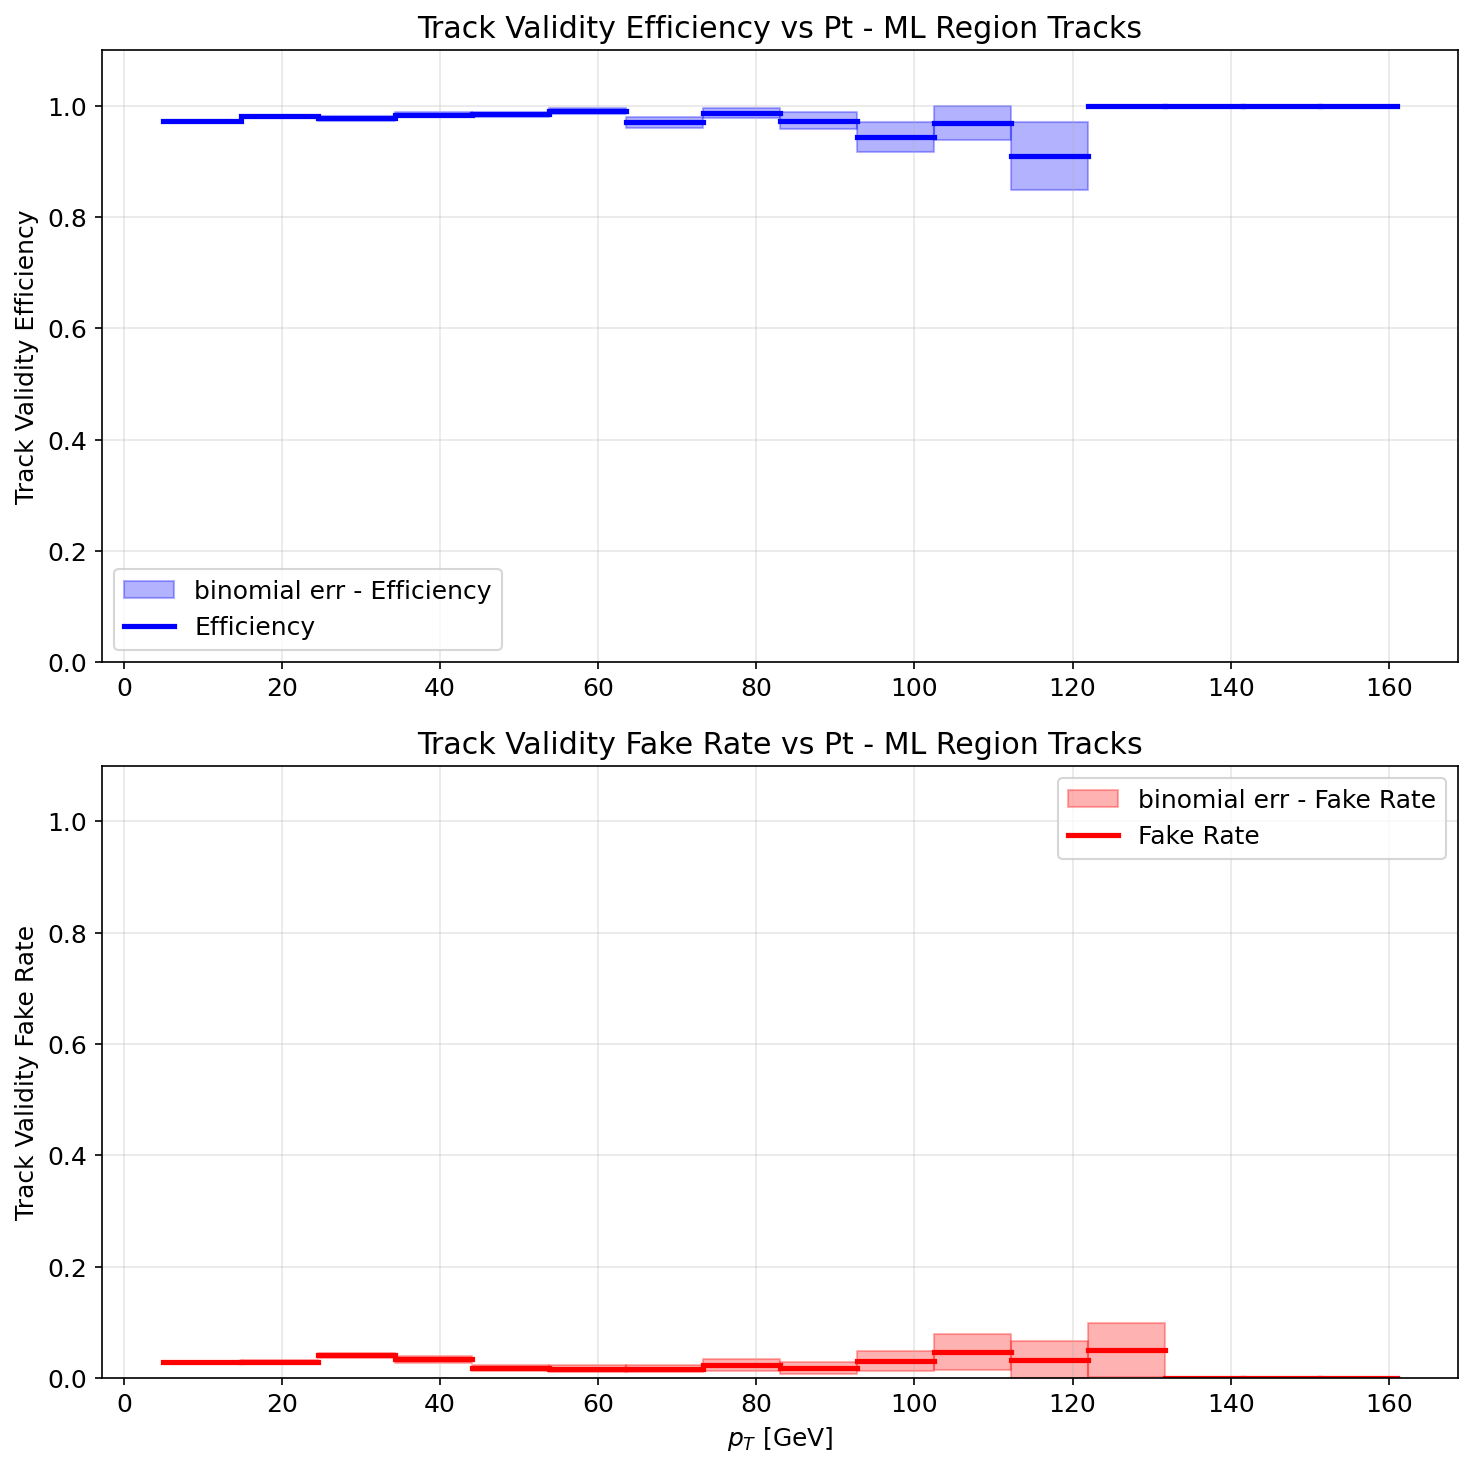 Track Validity Efficiency vs Pt - ML Region Tracks
Track Validity Efficiency
1.0
0.8
0.6
0.4
0.2
0.0
binomial err - Efficiency
Efficiency
0 20 40 60 80 100 120 140 160
Track Validity Fake Rate vs Pt - ML Region Tracks
Track Validity Fake Rate
1.0
0.8
0.6
0.4
0.2
0.0
binomial err - Fake Rate
Fake Rate
0 20 40 60 80 100 120 140 160
p_T [GeV]